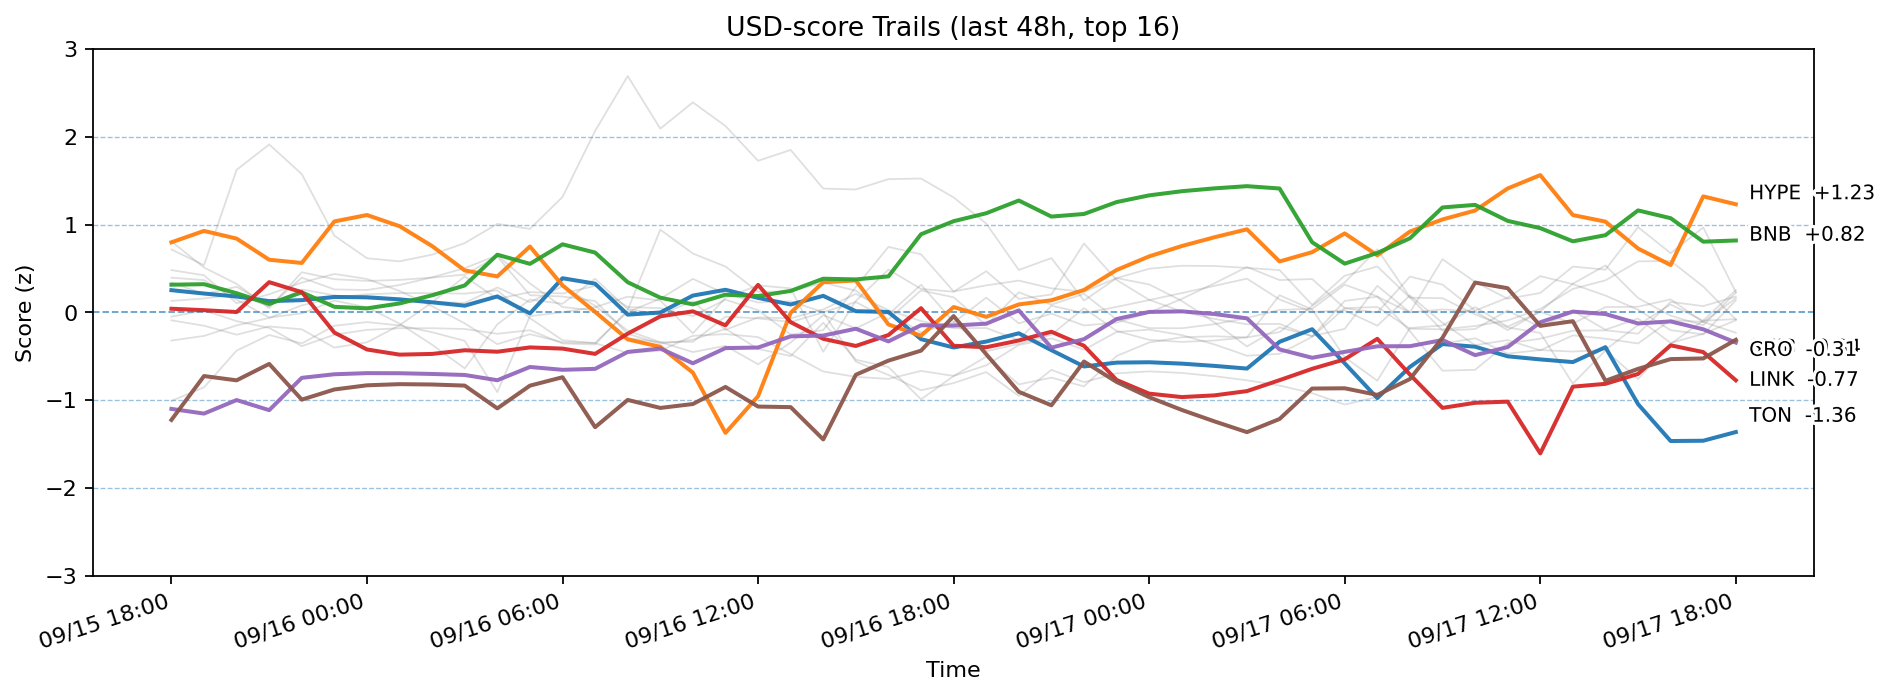 USD-score Trails (last 48h, top 16)
Score (z)
3
2
1
0
−1
−2
−3
HYPE +1.23
BNB +0.82
CRO -0.31
LINK -0.77
TON -1.36
09/15 18:00
09/16 00:00
09/16 06:00
09/16 12:00
09/16 18:00
09/17 00:00
09/17 06:00
09/17 12:00
09/17 18:00
Time